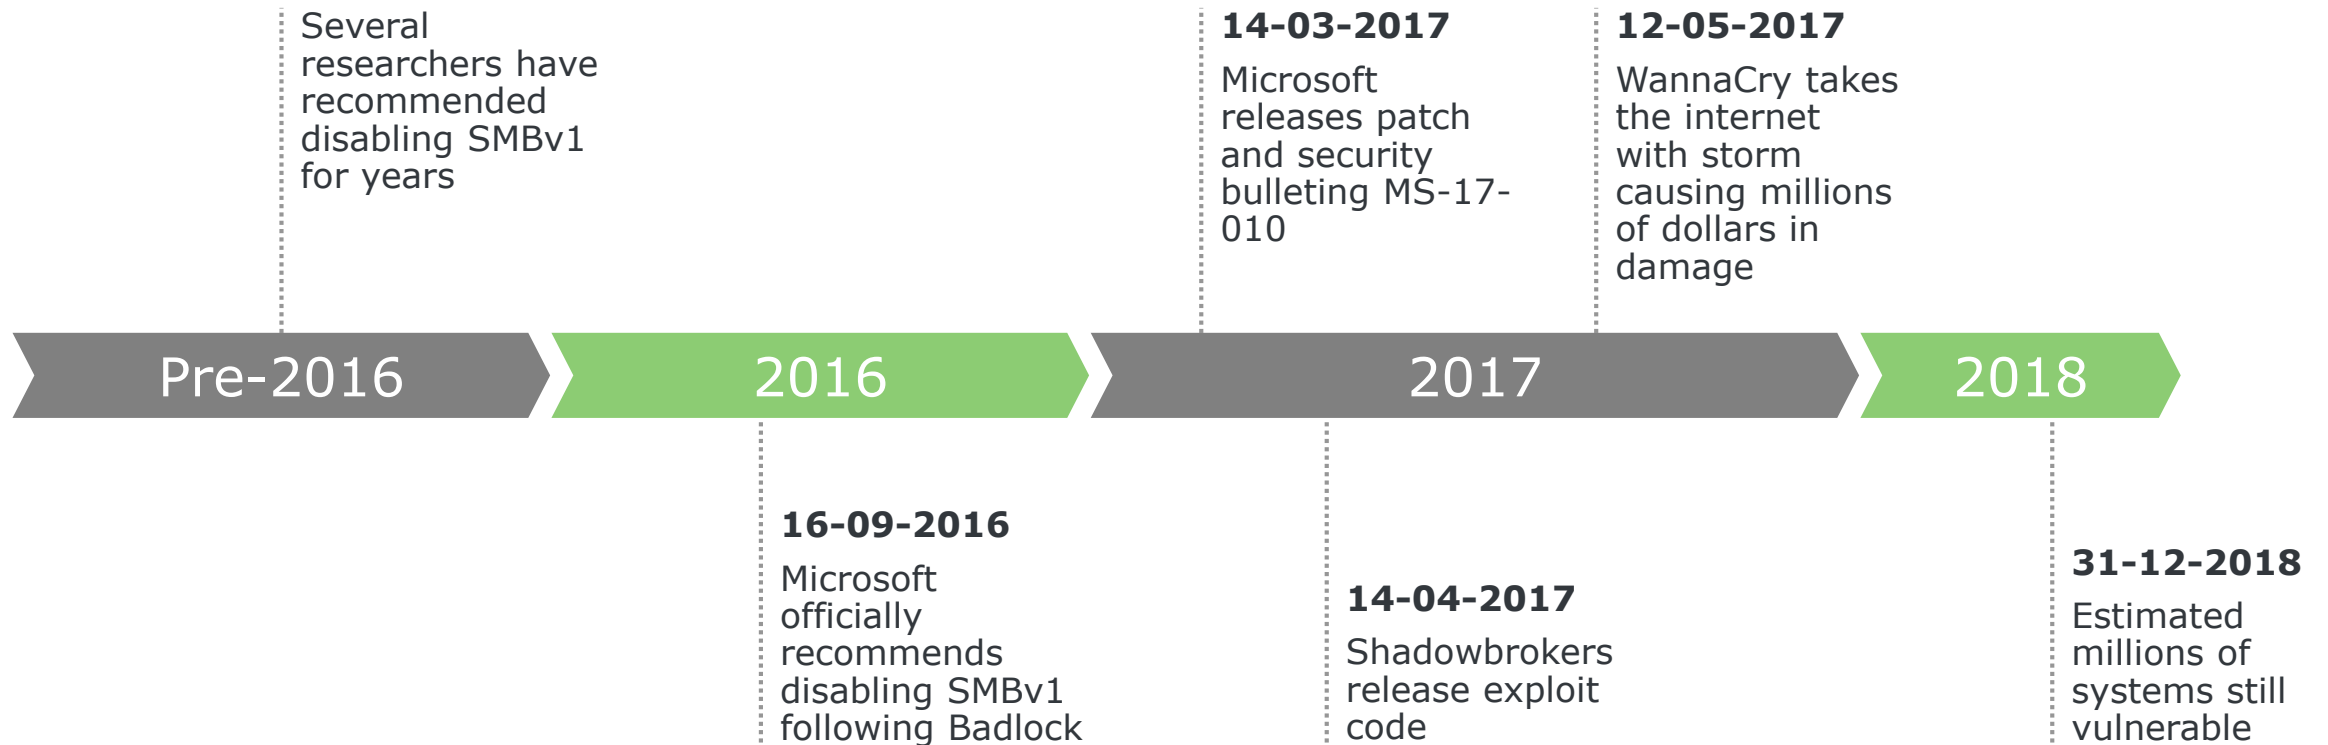 Several
researchers have
recommended
disabling SMBv1
for years
14-03-2017
Microsoft
releases patch
and security
bulleting MS-17-
010
12-05-2017
WannaCry takes
the internet
with storm
causing millions
of dollars in
damage
Pre-2016
2016
2017
2018
16-09-2016
Microsoft
officially
recommends
disabling SMBv1
following Badlock
14-04-2017
Shadowbrokers
release exploit
code
31-12-2018
Estimated
millions of
systems still
vulnerable